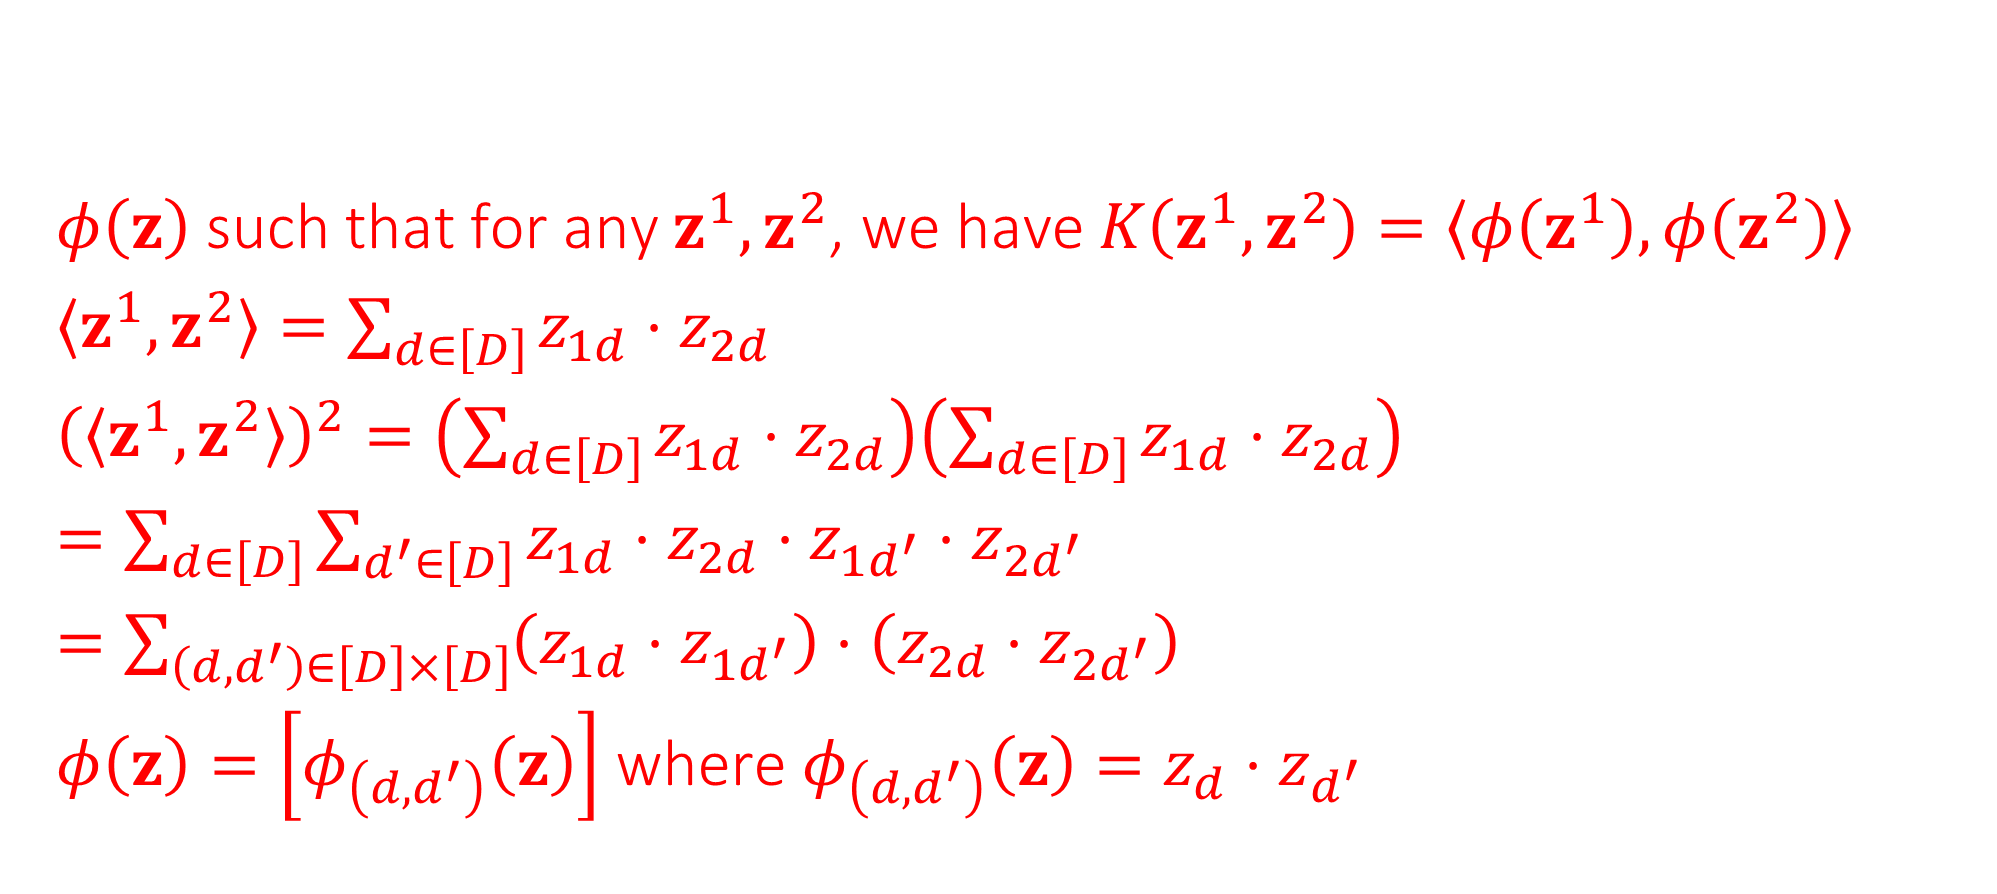 ϕ(𝐳) such that for any 𝐳¹, 𝐳², we have K(𝐳¹, 𝐳²) = ⟨ϕ(𝐳¹), ϕ(𝐳²)⟩
⟨𝐳¹, 𝐳²⟩ = ∑_{d∈[D]} z_{1d} · z_{2d}
(⟨𝐳¹, 𝐳²⟩)² = (∑_{d∈[D]} z_{1d} · z_{2d})(∑_{d∈[D]} z_{1d} · z_{2d})
= ∑_{d∈[D]} ∑_{d′∈[D]} z_{1d} · z_{2d} · z_{1d′} · z_{2d′}
= ∑_{(d,d′)∈[D]×[D]} (z_{1d} · z_{1d′}) · (z_{2d} · z_{2d′})
ϕ(𝐳) = [ϕ_{(d,d′)}(𝐳)] where ϕ_{(d,d′)}(𝐳) = z_d · z_{d′}